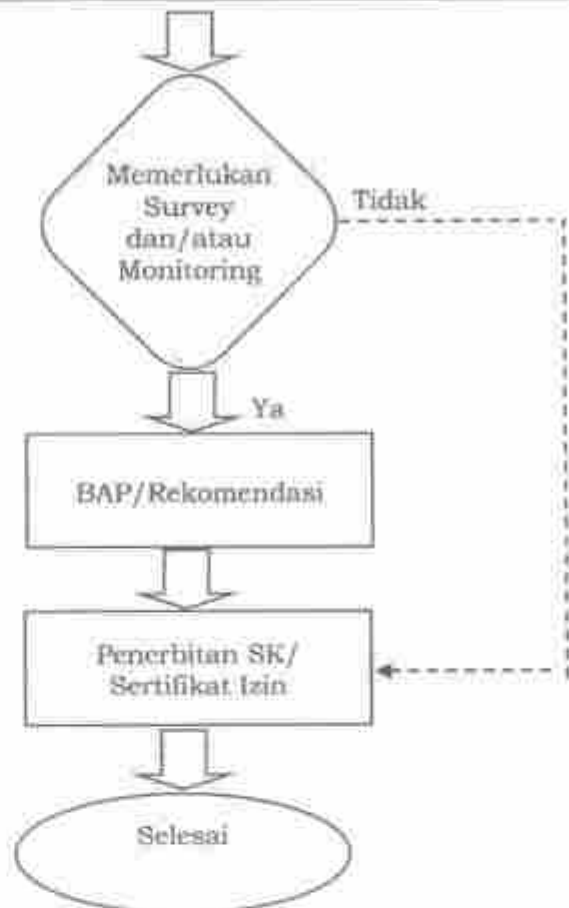 Memerlukan
Survey
dan/atau
Monitoring
Tidak
Ya
BAP/Rekomendasi
Penerbitan SK/
Sertifikat Izin
Selesai